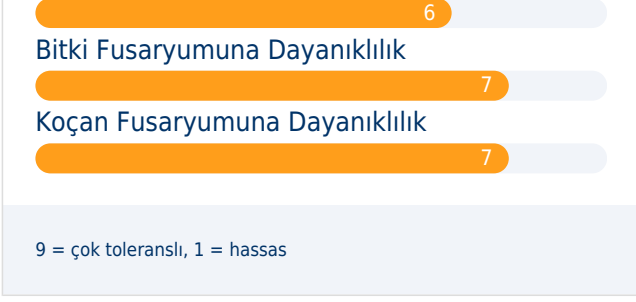 6
Bitki Fusaryumuna Dayanıklılık
7
Koçan Fusaryumuna Dayanıklılık
7
9 = çok toleranslı, 1 = hassas